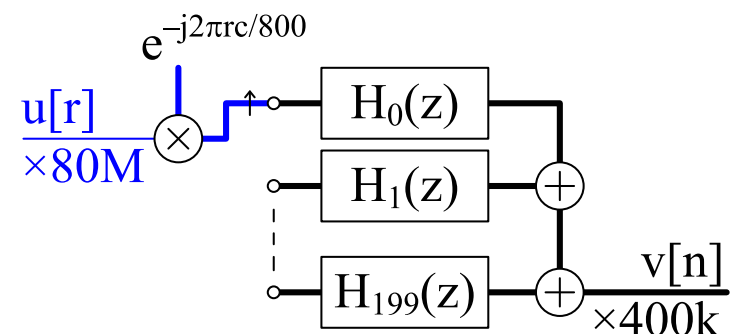 e^{–j2πrc/800}
u[r]
×80M
×
H₀(z)
H₁(z)
+
H₁₉₉(z)
+
v[n]
×400k